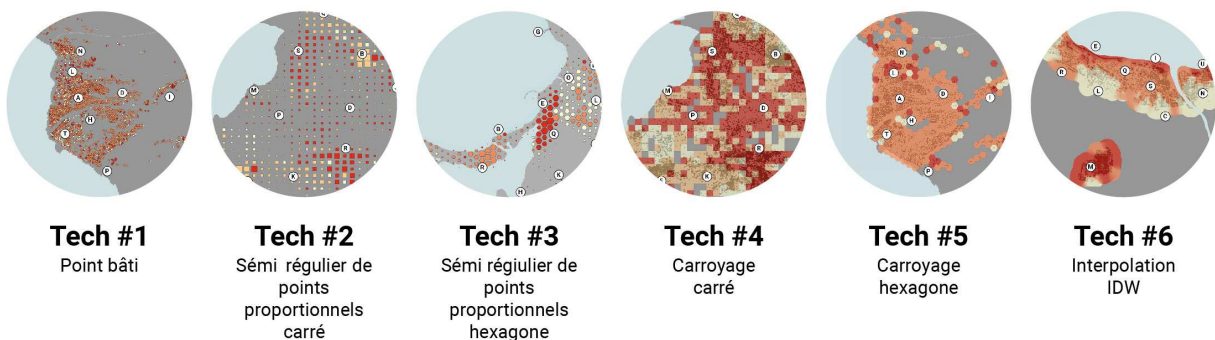 N
L
A
D
I
H
T
P
S
B
M
D
P
R
K
G
O
E
L
B
Q
R
K
H
S
R
M
D
P
R
K
N
L
A
D
I
H
T
P
E
I
U
R
Q
S
L
N
C
M
Tech #1
Point bâti
Tech #2
Sémi régulier de
points
proportionnels
carré
Tech #3
Sémi régiulier de
points
proportionnels
hexagone
Tech #4
Carroyage
carré
Tech #5
Carroyage
hexagone
Tech #6
Interpolation
IDW